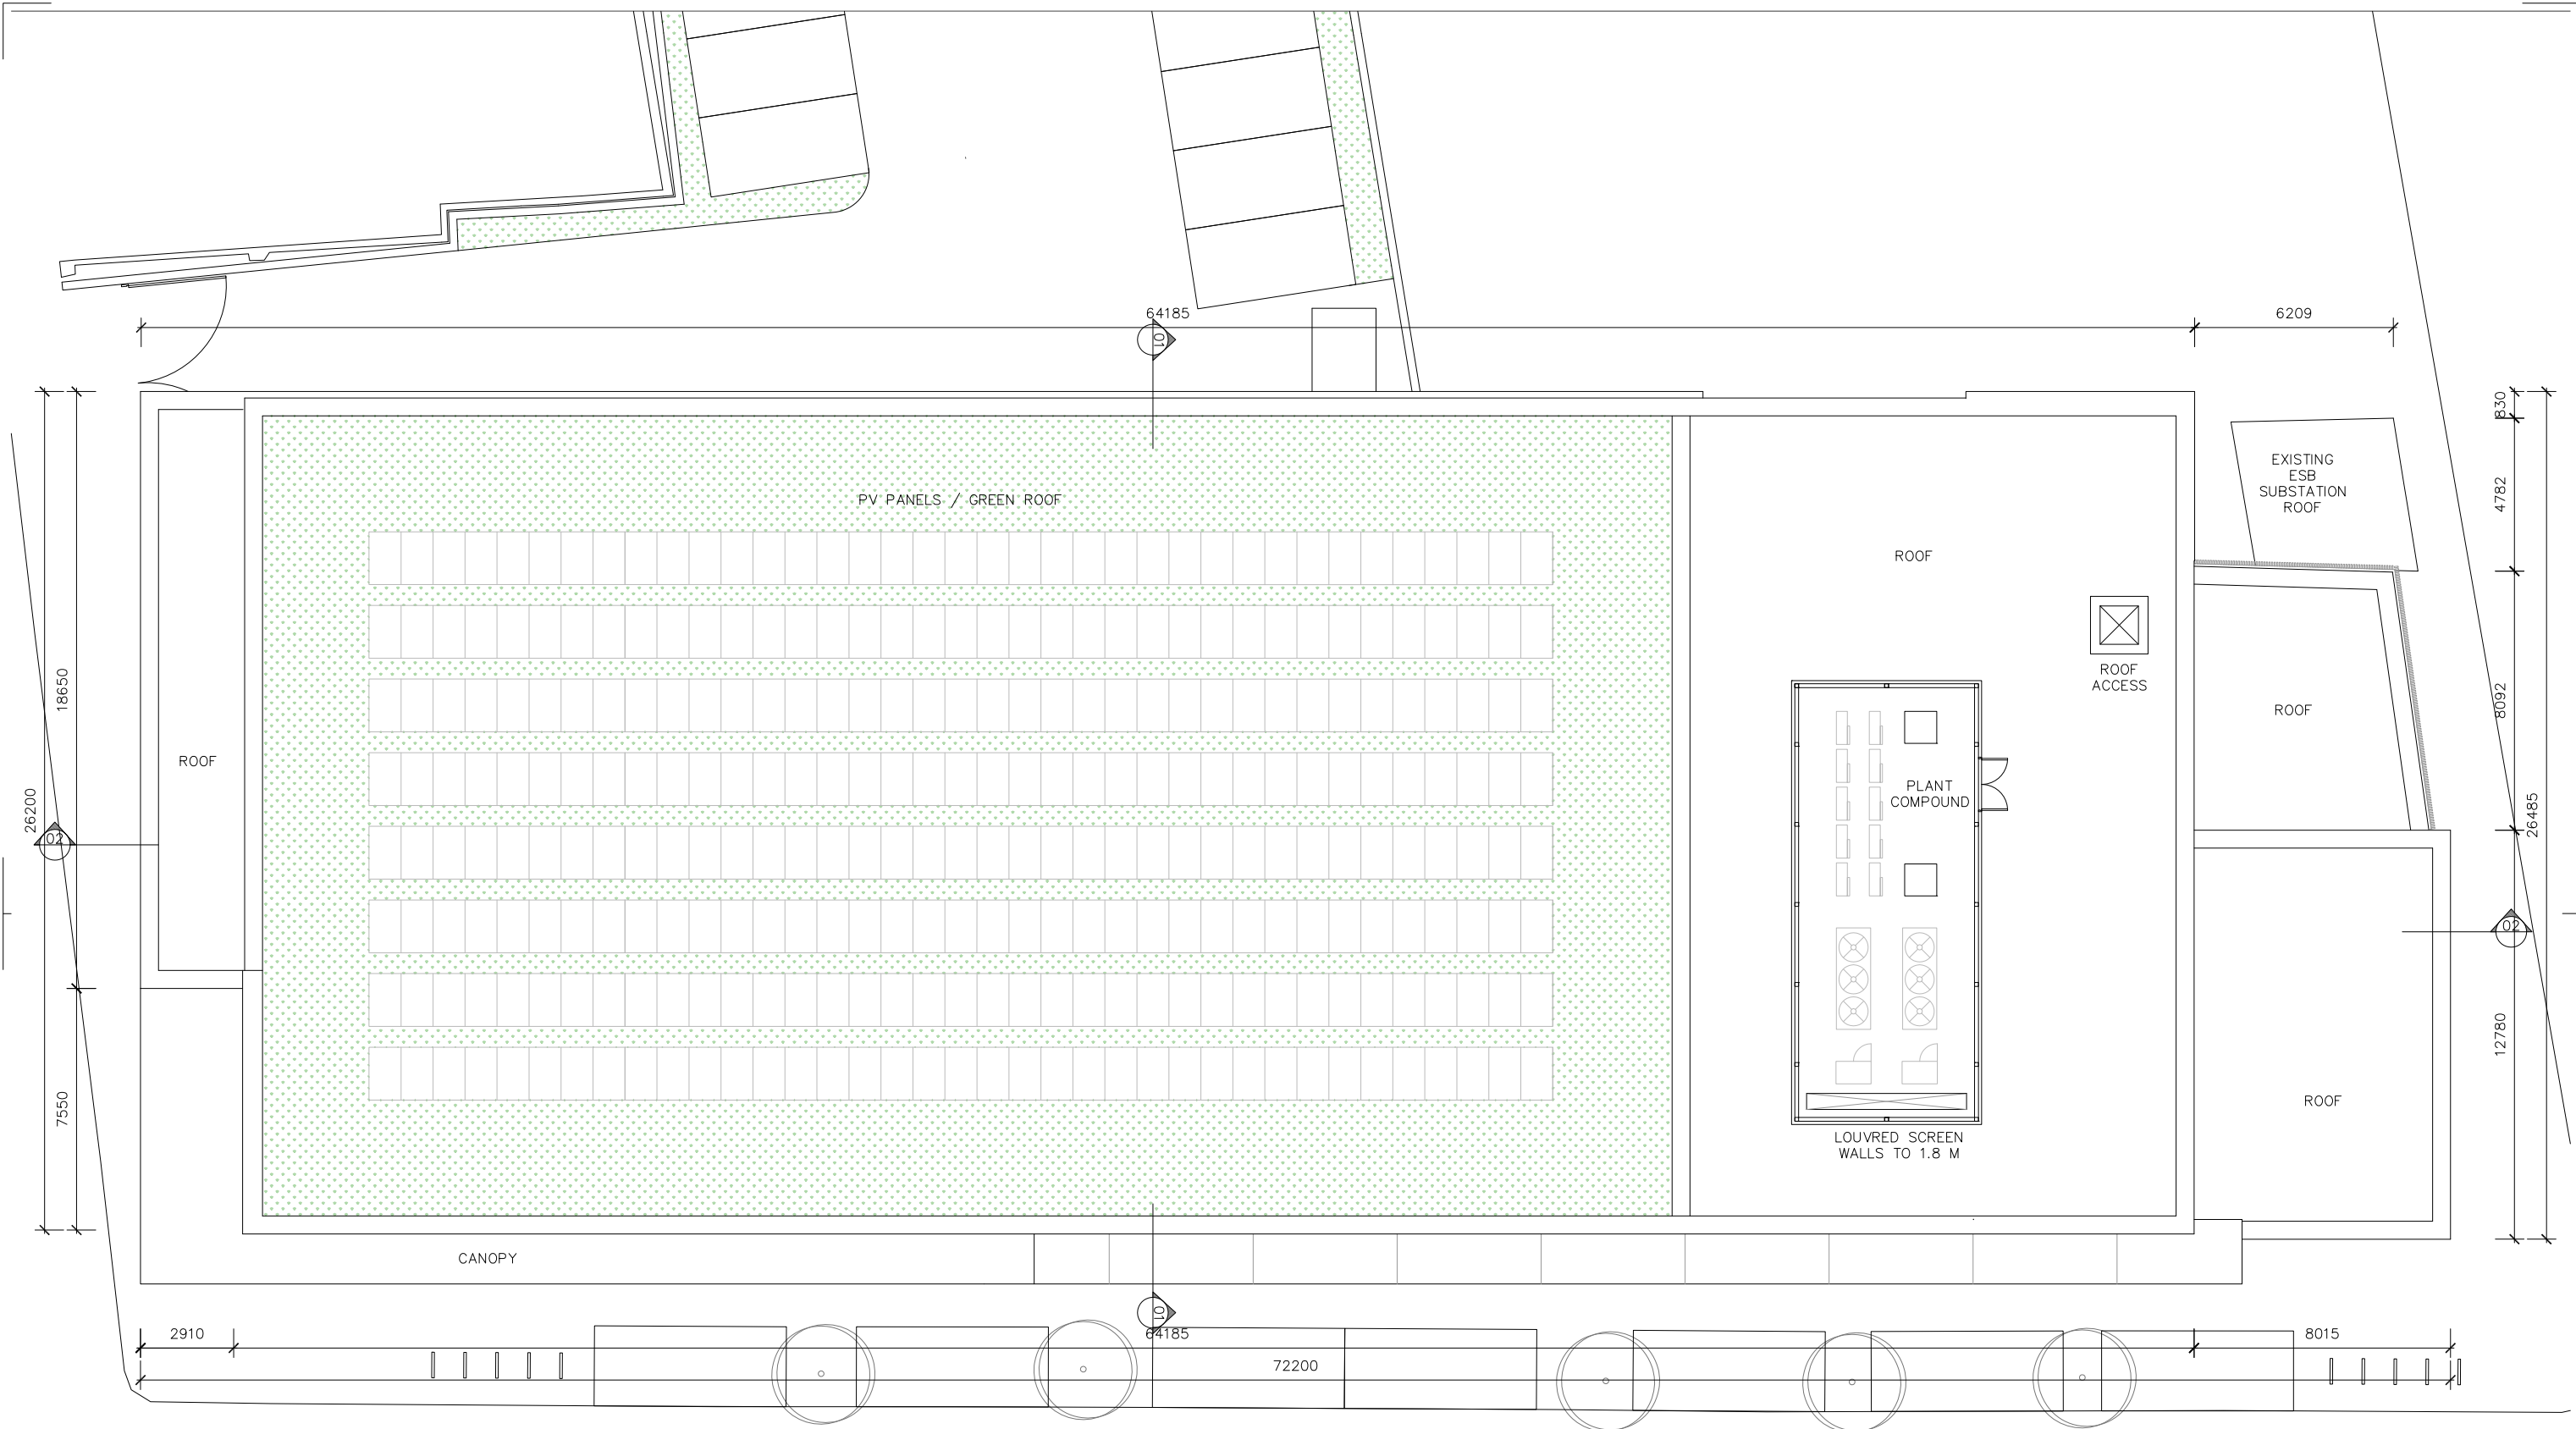 64185
01
6209
830
EXISTING
ESB
SUBSTATION
ROOF
4782
PV PANELS / GREEN ROOF
ROOF
ROOF
ACCESS
18650
8092
ROOF
ROOF
PLANT
COMPOUND
26200
02
26485
02
12780
7550
ROOF
LOUVRED SCREEN
WALLS TO 1.8 M
CANOPY
01
2910
64185
8015
72200